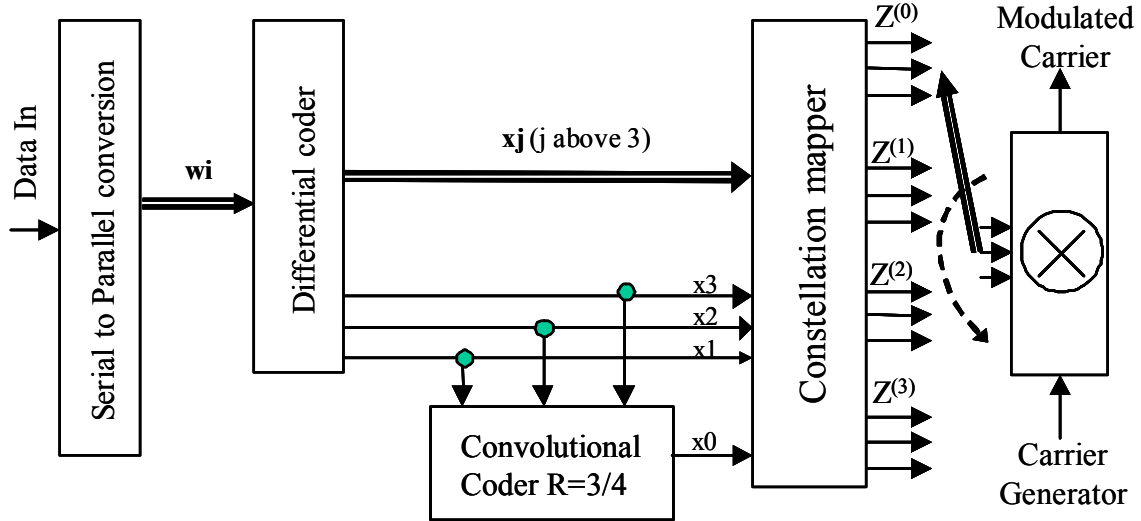 Data In
Serial to Parallel conversion
wi
Differential coder
xj (j above 3)
x3
x2
x1
Convolutional
Coder R=3/4
x0
Constellation mapper
Z(0)
Z(1)
Z(2)
Z(3)
Modulated
Carrier
Carrier
Generator